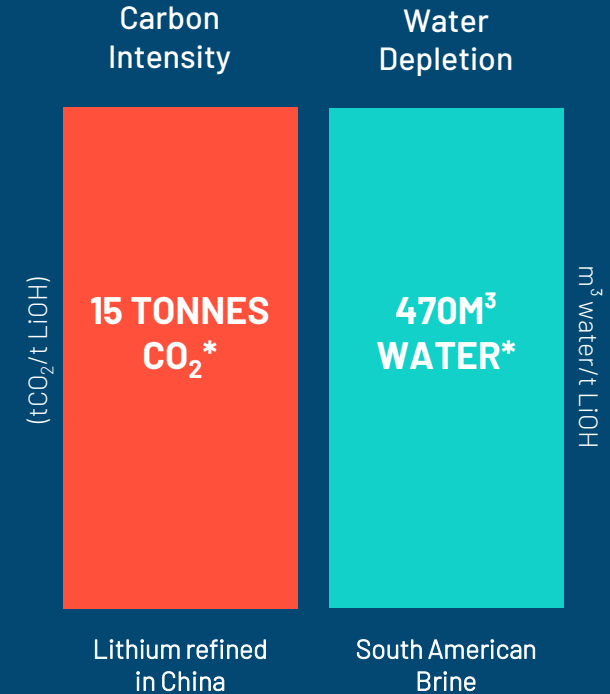 Carbon
Intensity
Water
Depletion
(tCO₂/t LiOH)
15 TONNES
CO₂*
470M³
WATER*
m³ water/t LiOH
Lithium refined
in China
South American
Brine